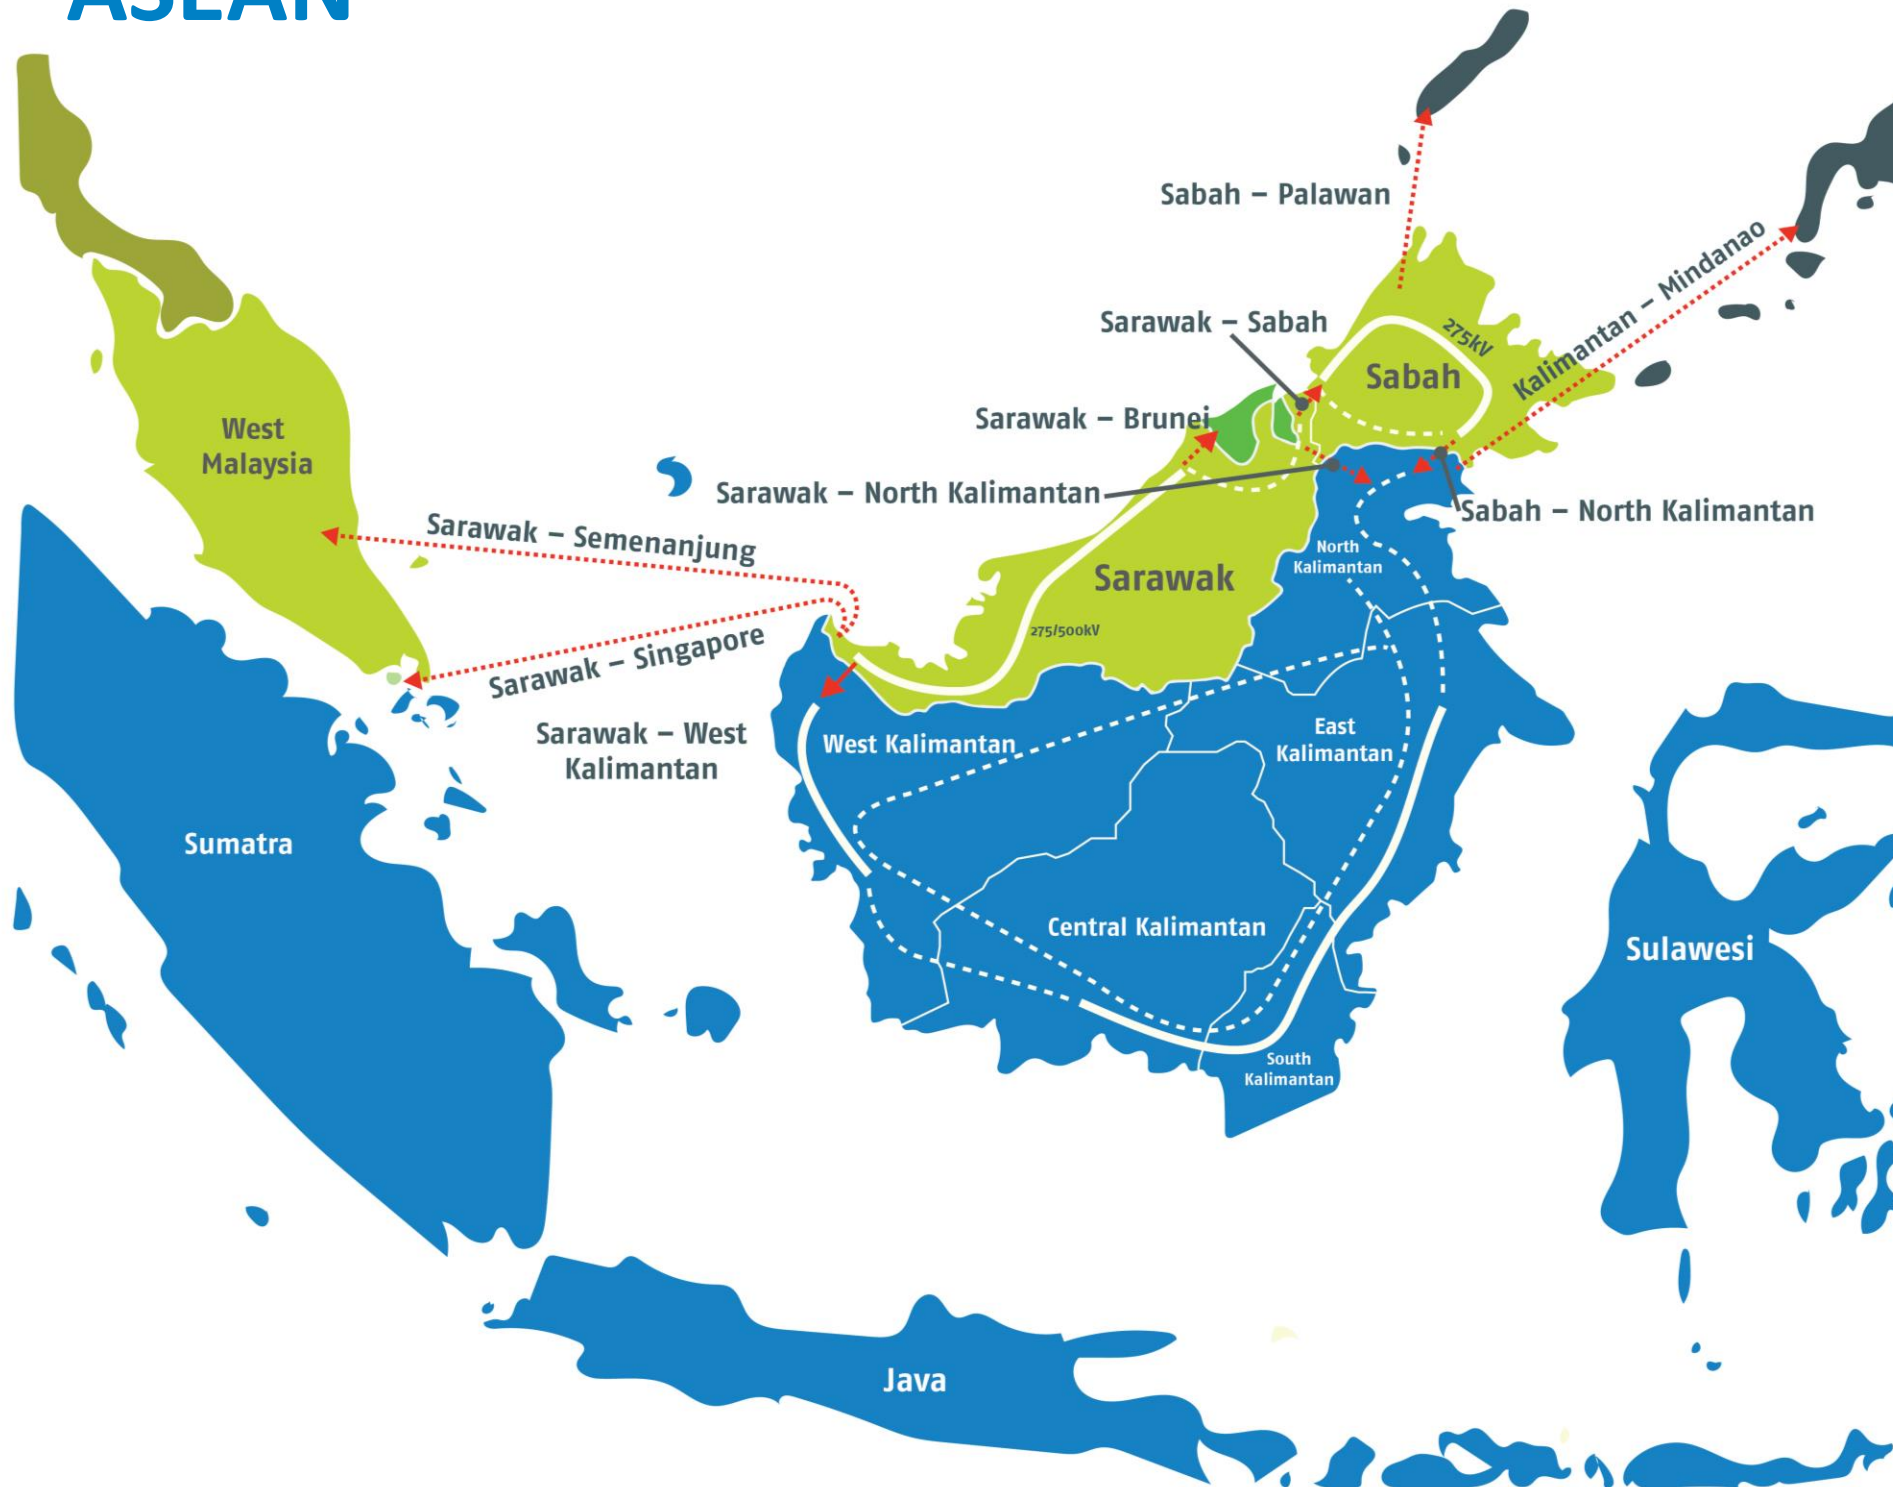 ASEAN
Sabah – Palawan
Kalimantan – Mindanao
Sarawak – Sabah
275kV
Sabah
Sarawak – Brunei
West
Malaysia
Sarawak – North Kalimantan
Sabah – North Kalimantan
Sarawak – Semenanjung
North
Kalimantan
Sarawak
275/500kV
Sarawak – Singapore
Sarawak – West
Kalimantan
West Kalimantan
East
Kalimantan
Sumatra
Central Kalimantan
Sulawesi
South
Kalimantan
Java